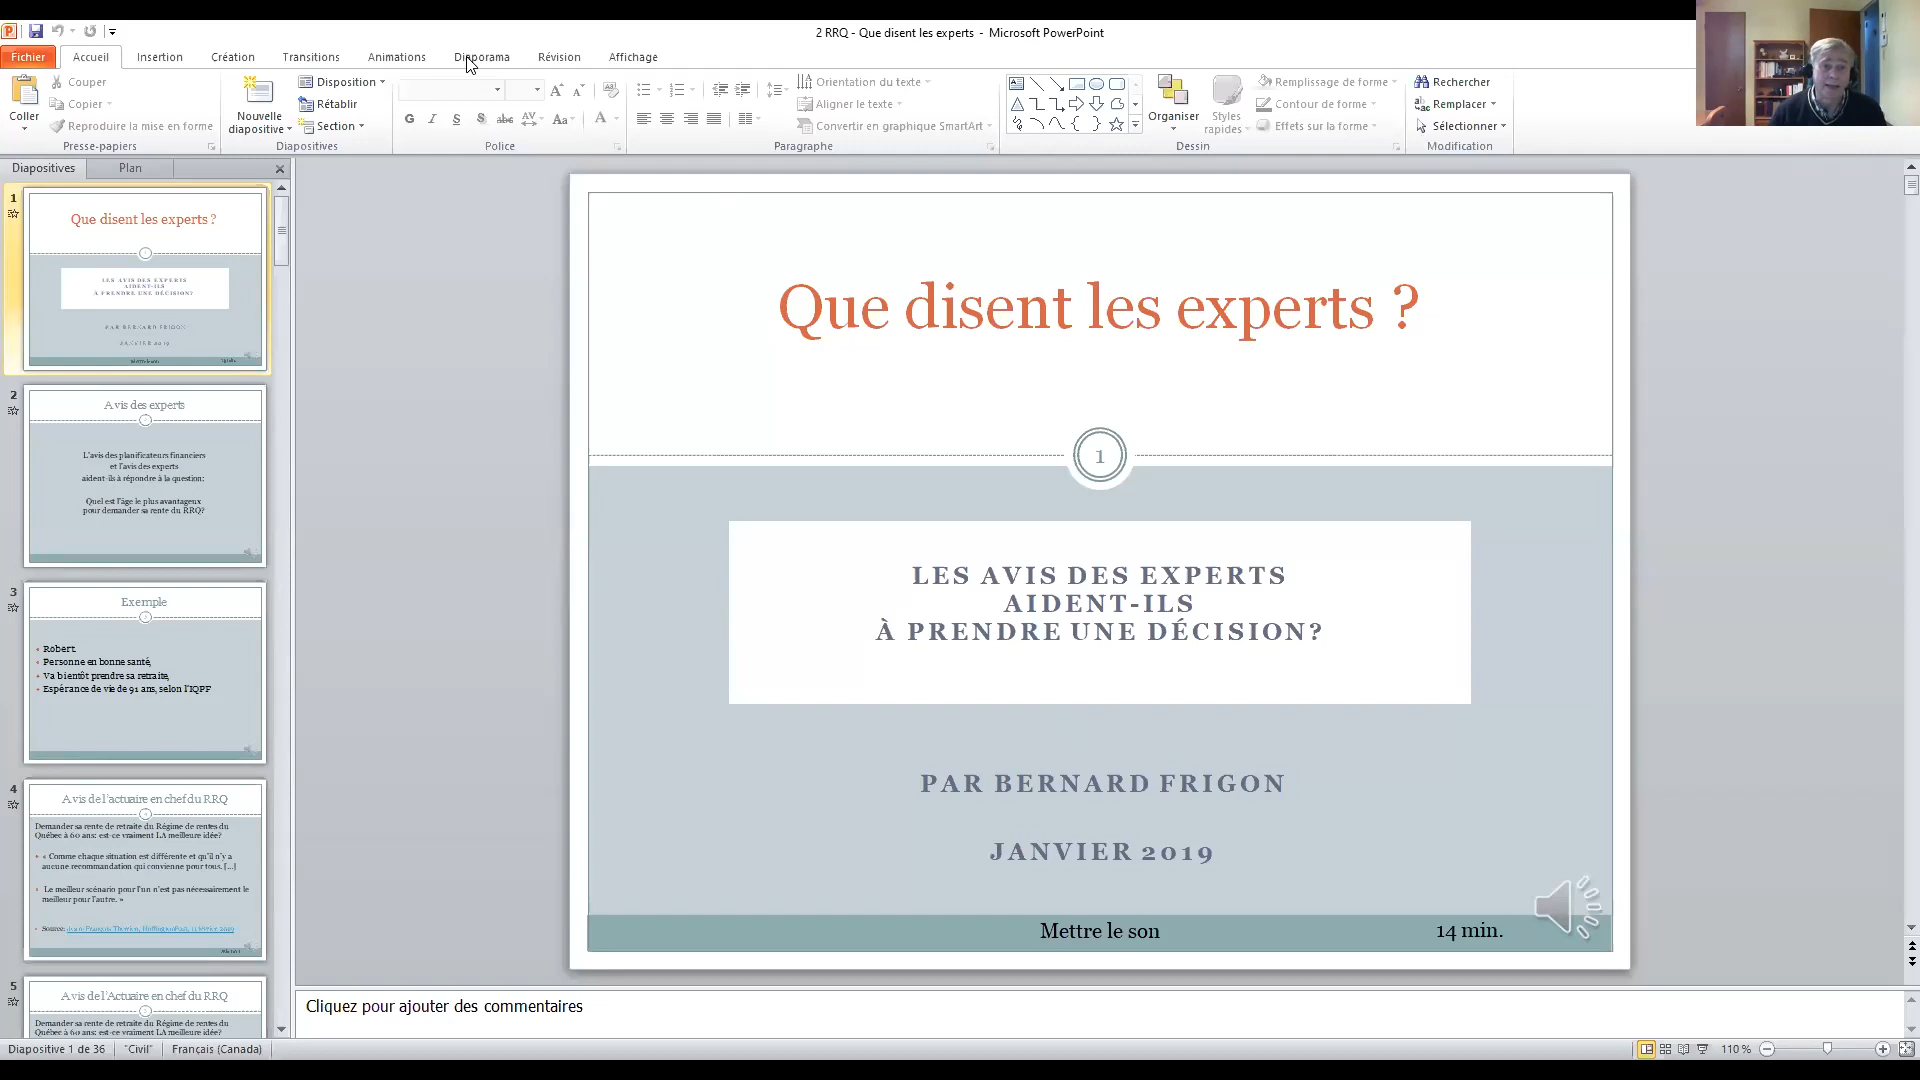 2 RRQ - Que disent les experts - Microsoft PowerPoint
Fichier Accueil Insertion Création Transitions Animations Diaporama Révision Affichage
Coller
Couper
Copier
Reproduire la mise en forme
Presse-papiers
Nouvelle diapositive
Disposition
Rétablir
Section
Diapositives
G I S S abc AV Aa A
Police
Orientation du texte
Aligner le texte
Convertir en graphique SmartArt
Paragraphe
Organiser
Styles rapides
Remplissage de forme
Contour de forme
Effets sur la forme
Dessin
Rechercher
Remplacer
Sélectionner
Modification
Diapositives Plan
1
Que disent les experts ?
LES AVIS DES EXPERTS
AIDENT-ILS
À PRENDRE UNE DÉCISION?
PAR BERNARD FRIGON
JANVIER 2019
2
Avis des experts
L'avis des planificateurs financiers
et l'avis des experts
aident-ils à répondre à la question:
Quel est l'âge le plus avantageux
pour demander sa rente du RRQ?
3
Exemple
Robert.
Personne en bonne santé,
Va bientôt prendre sa retraite,
Espérance de vie de 91 ans, selon l'IQPF
4
Avis de l'actuaire en chef du RRQ
Demander sa rente de retraite du Régime de rentes du
Québec à 60 ans: est-ce vraiment LA meilleure idée?
« Comme chaque situation est différente et qu'il n'y a
aucune recommandation qui convienne pour tous. [...]
Le meilleur scénario pour l'un n'est pas nécessairement le
meilleur pour l'autre. »
Source:
5
Avis de l'Actuaire en chef du RRQ
Demander sa rente de retraite du Régime de rentes du
Québec à 60 ans: est-ce vraiment LA meilleure idée?
Que disent les experts ?
1
LES AVIS DES EXPERTS
AIDENT-ILS
À PRENDRE UNE DÉCISION?
PAR BERNARD FRIGON
JANVIER 2019
Mettre le son 14 min.
Cliquez pour ajouter des commentaires
Diapositive 1 de 36 "Civil" Français (Canada) 110 %